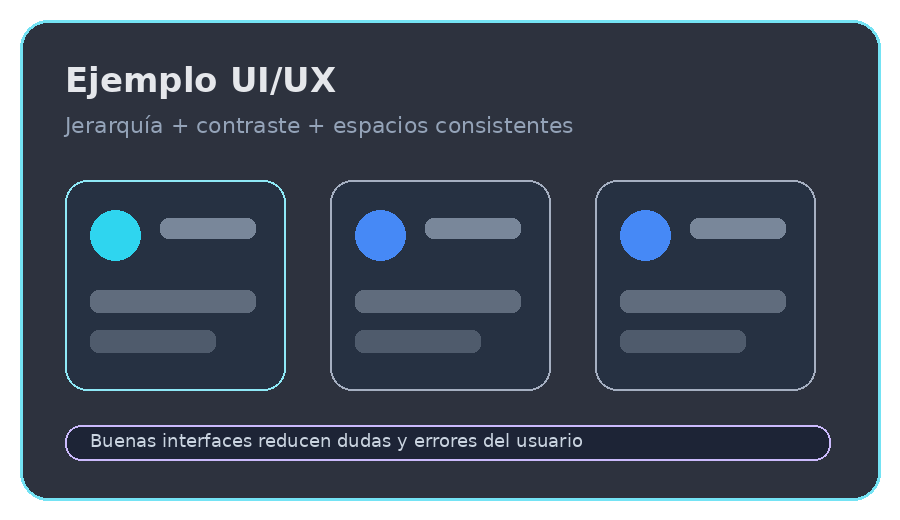 Ejemplo UI/UX
Jerarquía + contraste + espacios consistentes
Buenas interfaces reducen dudas y errores del usuario